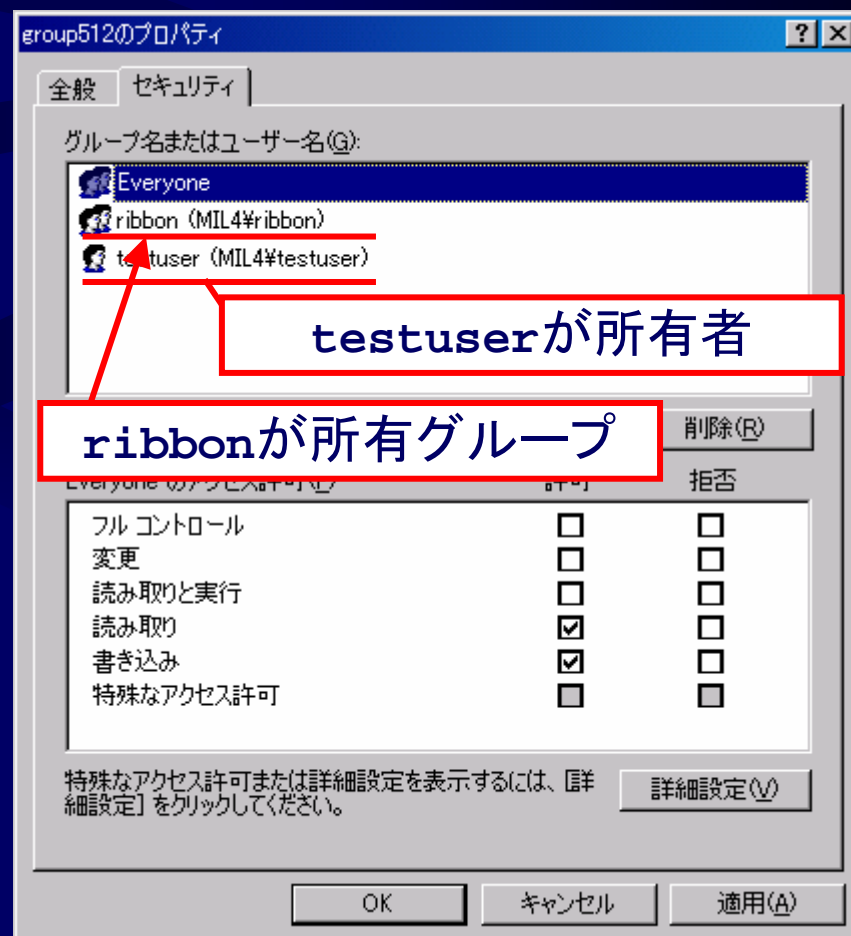 group512のプロパティ
全般 セキュリティ
グループ名またはユーザー名(G):
Everyone
ribbon (MIL4¥ribbon)
testuser (MIL4¥testuser)
testuserが所有者
ribbonが所有グループ
削除(R)
Everyone のアクセス許可(P) 許可 拒否
フル コントロール
変更
読み取りと実行
読み取り
書き込み
特殊なアクセス許可
特殊なアクセス許可または詳細設定を表示するには、[詳
細設定] をクリックしてください。
詳細設定(V)
OK キャンセル 適用(A)